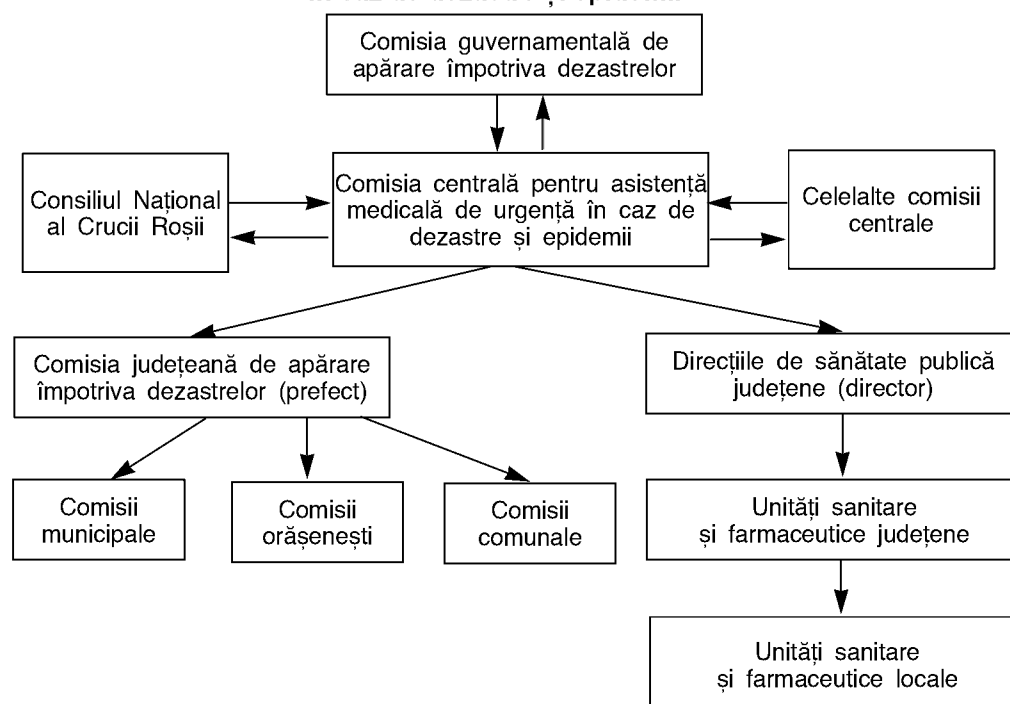 Comisia guvernamentală de
apărare împotriva dezastrelor
Consiliul Național
al Crucii Roșii
Comisia centrală pentru asistență
medicală de urgență în caz de
dezastre și epidemii
Celelalte comisii
centrale
Comisia județeană de apărare
împotriva dezastrelor (prefect)
Direcțiile de sănătate publică
județene (director)
Comisii
municipale
Comisii
orășenești
Comisii
comunale
Unități sanitare
și farmaceutice județene
Unități sanitare
și farmaceutice locale